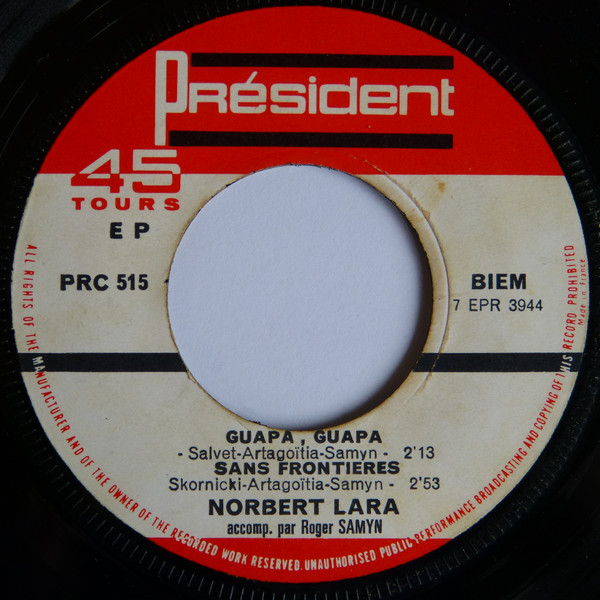 Président
45
TOURS
EP
PRC 515
BIEM
7 EPR 3944
GUAPA, GUAPA
- Salvet-Artagoïtia-Samyn - 2'13
SANS FRONTIERES
Skornicki-Artagoïtia-Samyn - 2'53
NORBERT LARA
accomp. par Roger SAMYN
ALL RIGHTS OF THE MANUFACTURER AND OF THE OWNER OF THE RECORDED WORK RESERVED. UNAUTHORISED PUBLIC PERFORMANCE BROADCASTING AND COPYING OF THIS RECORD PROHIBITED
Made in France